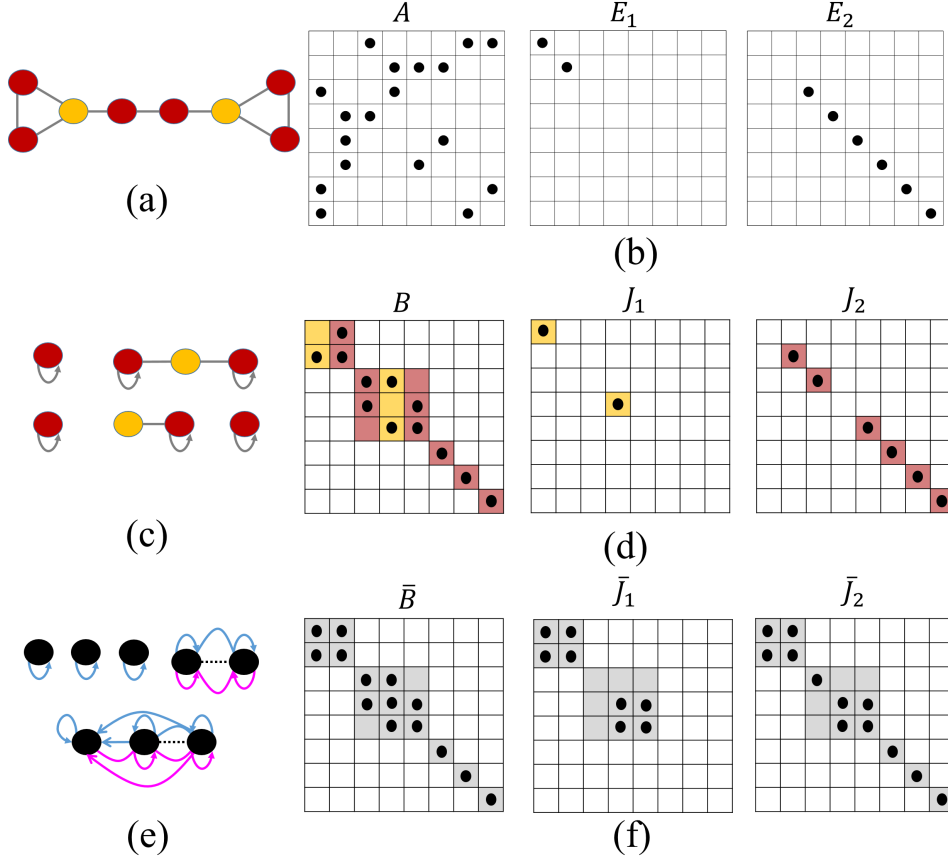 A E₁ E₂
(a)
(b)
B J₁ J₂
(c)
(d)
B̄ J̄₁ J̄₂
(e)
(f)